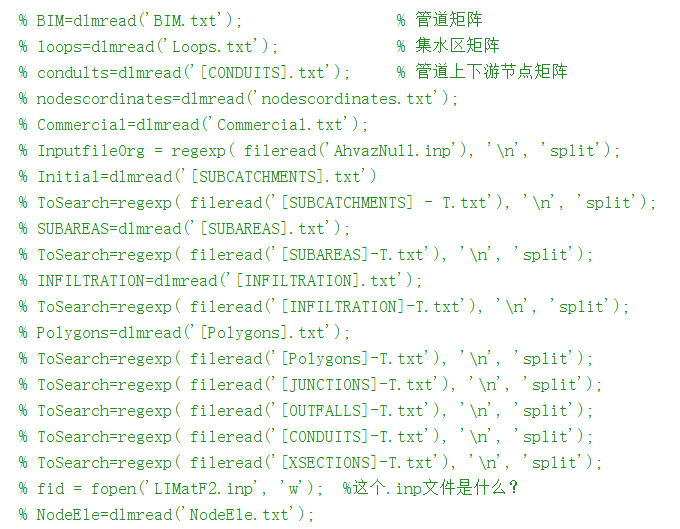 % BIM=dlmread('BIM.txt');                 % 管道矩阵
% loops=dlmread('Loops.txt');             % 集水区矩阵
% condults=dlmread('[CONDUITS].txt');     % 管道上下游节点矩阵
% nodescordinates=dlmread('nodescordinates.txt');
% Commercial=dlmread('Commercial.txt');
% InputfileOrg = regexp( fileread('AhvazNull.inp'), '\n', 'split');
% Initial=dlmread('[SUBCATCHMENTS].txt')
% ToSearch=regexp( fileread('[SUBCATCHMENTS] - T.txt'), '\n', 'split');
% SUBAREAS=dlmread('[SUBAREAS].txt');
% ToSearch=regexp( fileread('[SUBAREAS]-T.txt'), '\n', 'split');
% INFILTRATION=dlmread('[INFILTRATION].txt');
% ToSearch=regexp( fileread('[INFILTRATION]-T.txt'), '\n', 'split');
% Polygons=dlmread('[Polygons].txt');
% ToSearch=regexp( fileread('[Polygons]-T.txt'), '\n', 'split');
% ToSearch=regexp( fileread('[JUNCTIONS]-T.txt'), '\n', 'split');
% ToSearch=regexp( fileread('[OUTFALLS]-T.txt'), '\n', 'split');
% ToSearch=regexp( fileread('[CONDUITS]-T.txt'), '\n', 'split');
% ToSearch=regexp( fileread('[XSECTIONS]-T.txt'), '\n', 'split');
% fid = fopen('LIMatF2.inp', 'w');  %这个.inp文件是什么?
% NodeEle=dlmread('NodeEle.txt');